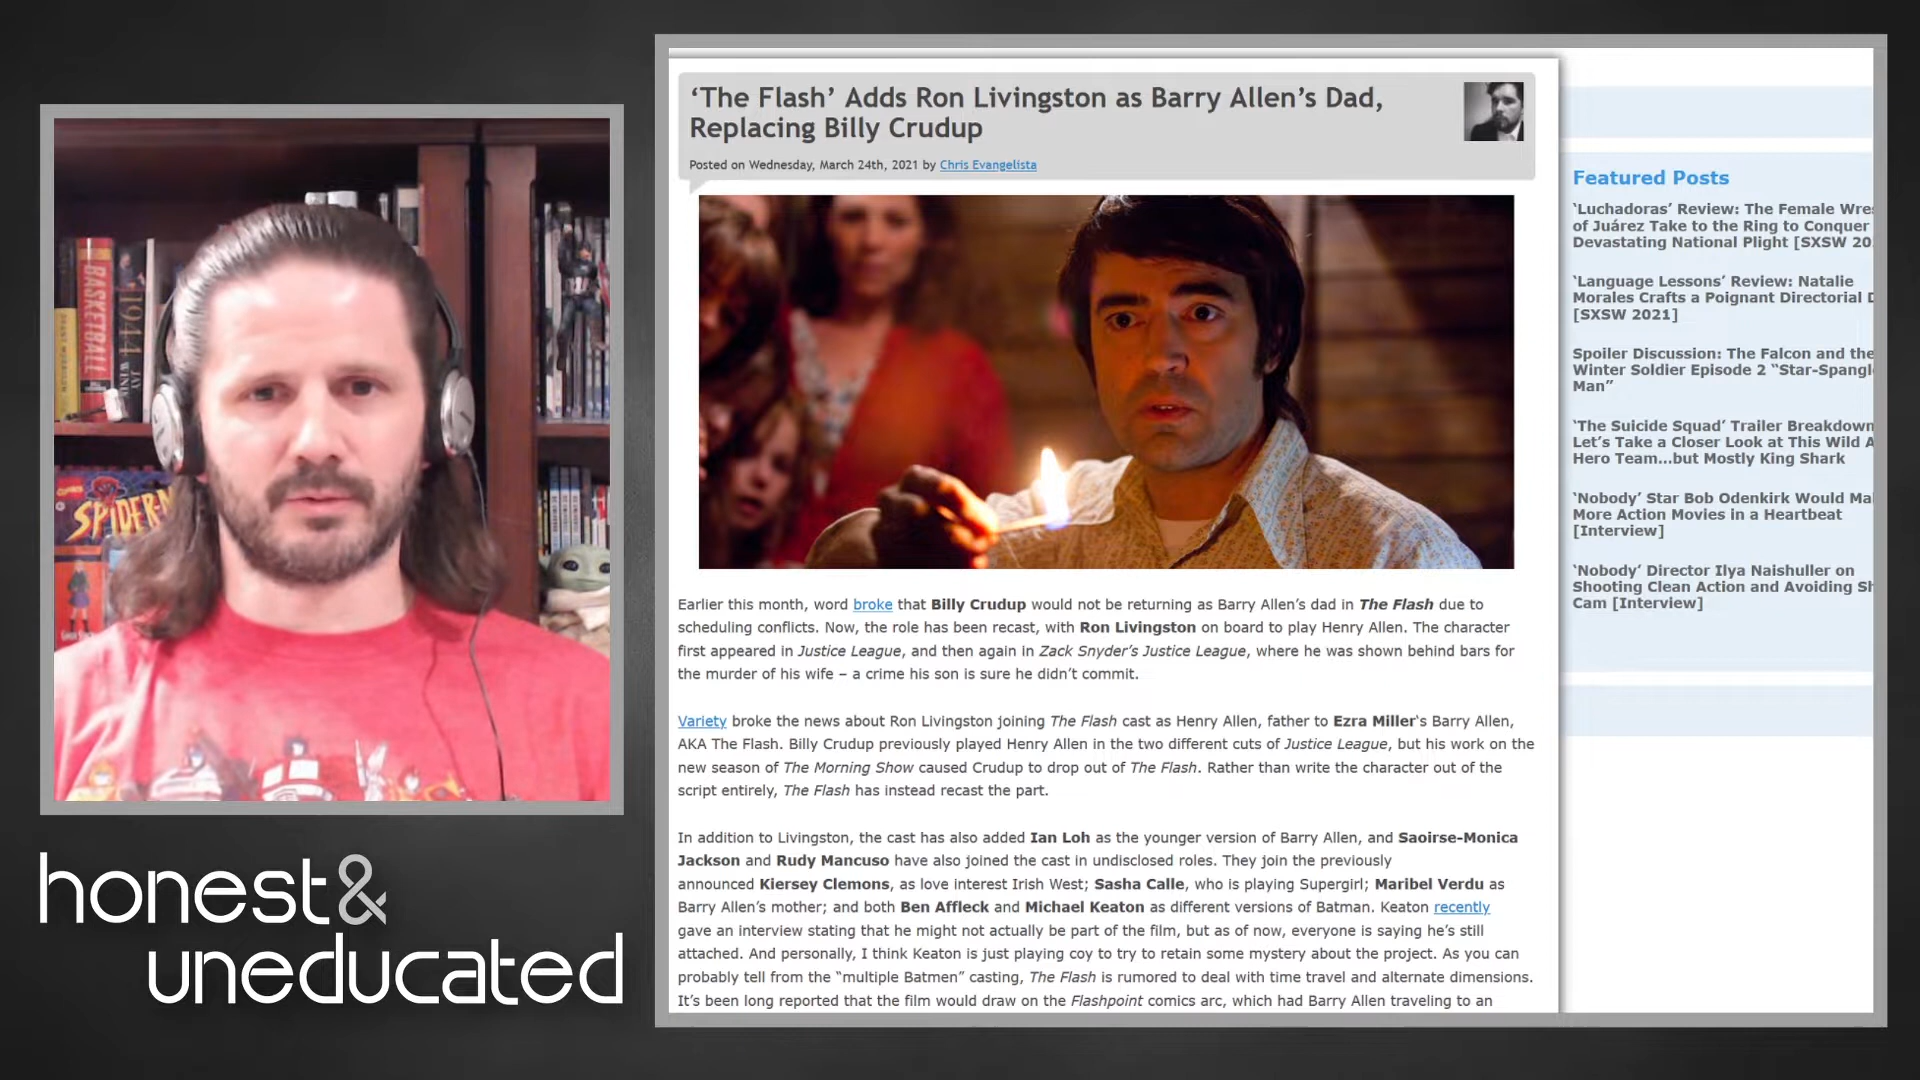 BASKETBALL
1944
JAY WINIK
SPIDER-M
honest&
uneducated
‘The Flash’ Adds Ron Livingston as Barry Allen’s Dad,
Replacing Billy Crudup
Posted on Wednesday, March 24th, 2021 by Chris Evangelista
Earlier this month, word broke that Billy Crudup would not be returning as Barry Allen’s dad in The Flash due to
scheduling conflicts. Now, the role has been recast, with Ron Livingston on board to play Henry Allen. The character
first appeared in Justice League, and then again in Zack Snyder’s Justice League, where he was shown behind bars for
the murder of his wife – a crime his son is sure he didn’t commit.
Variety broke the news about Ron Livingston joining The Flash cast as Henry Allen, father to Ezra Miller‘s Barry Allen,
AKA The Flash. Billy Crudup previously played Henry Allen in the two different cuts of Justice League, but his work on the
new season of The Morning Show caused Crudup to drop out of The Flash. Rather than write the character out of the
script entirely, The Flash has instead recast the part.
In addition to Livingston, the cast has also added Ian Loh as the younger version of Barry Allen, and Saoirse-Monica
Jackson and Rudy Mancuso have also joined the cast in undisclosed roles. They join the previously
announced Kiersey Clemons, as love interest Irish West; Sasha Calle, who is playing Supergirl; Maribel Verdu as
Barry Allen’s mother; and both Ben Affleck and Michael Keaton as different versions of Batman. Keaton recently
gave an interview stating that he might not actually be part of the film, but as of now, everyone is saying he’s still
attached. And personally, I think Keaton is just playing coy to try to retain some mystery about the project. As you can
probably tell from the “multiple Batmen” casting, The Flash is rumored to deal with time travel and alternate dimensions.
It’s been long reported that the film would draw on the Flashpoint comics arc, which had Barry Allen traveling to an
Featured Posts
‘Luchadoras’ Review: The Female Wres
of Juárez Take to the Ring to Conquer
Devastating National Plight [SXSW 20
‘Language Lessons’ Review: Natalie
Morales Crafts a Poignant Directorial D
[SXSW 2021]
Spoiler Discussion: The Falcon and the
Winter Soldier Episode 2 “Star-Spangl
Man”
‘The Suicide Squad’ Trailer Breakdown
Let’s Take a Closer Look at This Wild A
Hero Team...but Mostly King Shark
‘Nobody’ Star Bob Odenkirk Would Ma
More Action Movies in a Heartbeat
[Interview]
‘Nobody’ Director Ilya Naishuller on
Shooting Clean Action and Avoiding Sh
Cam [Interview]